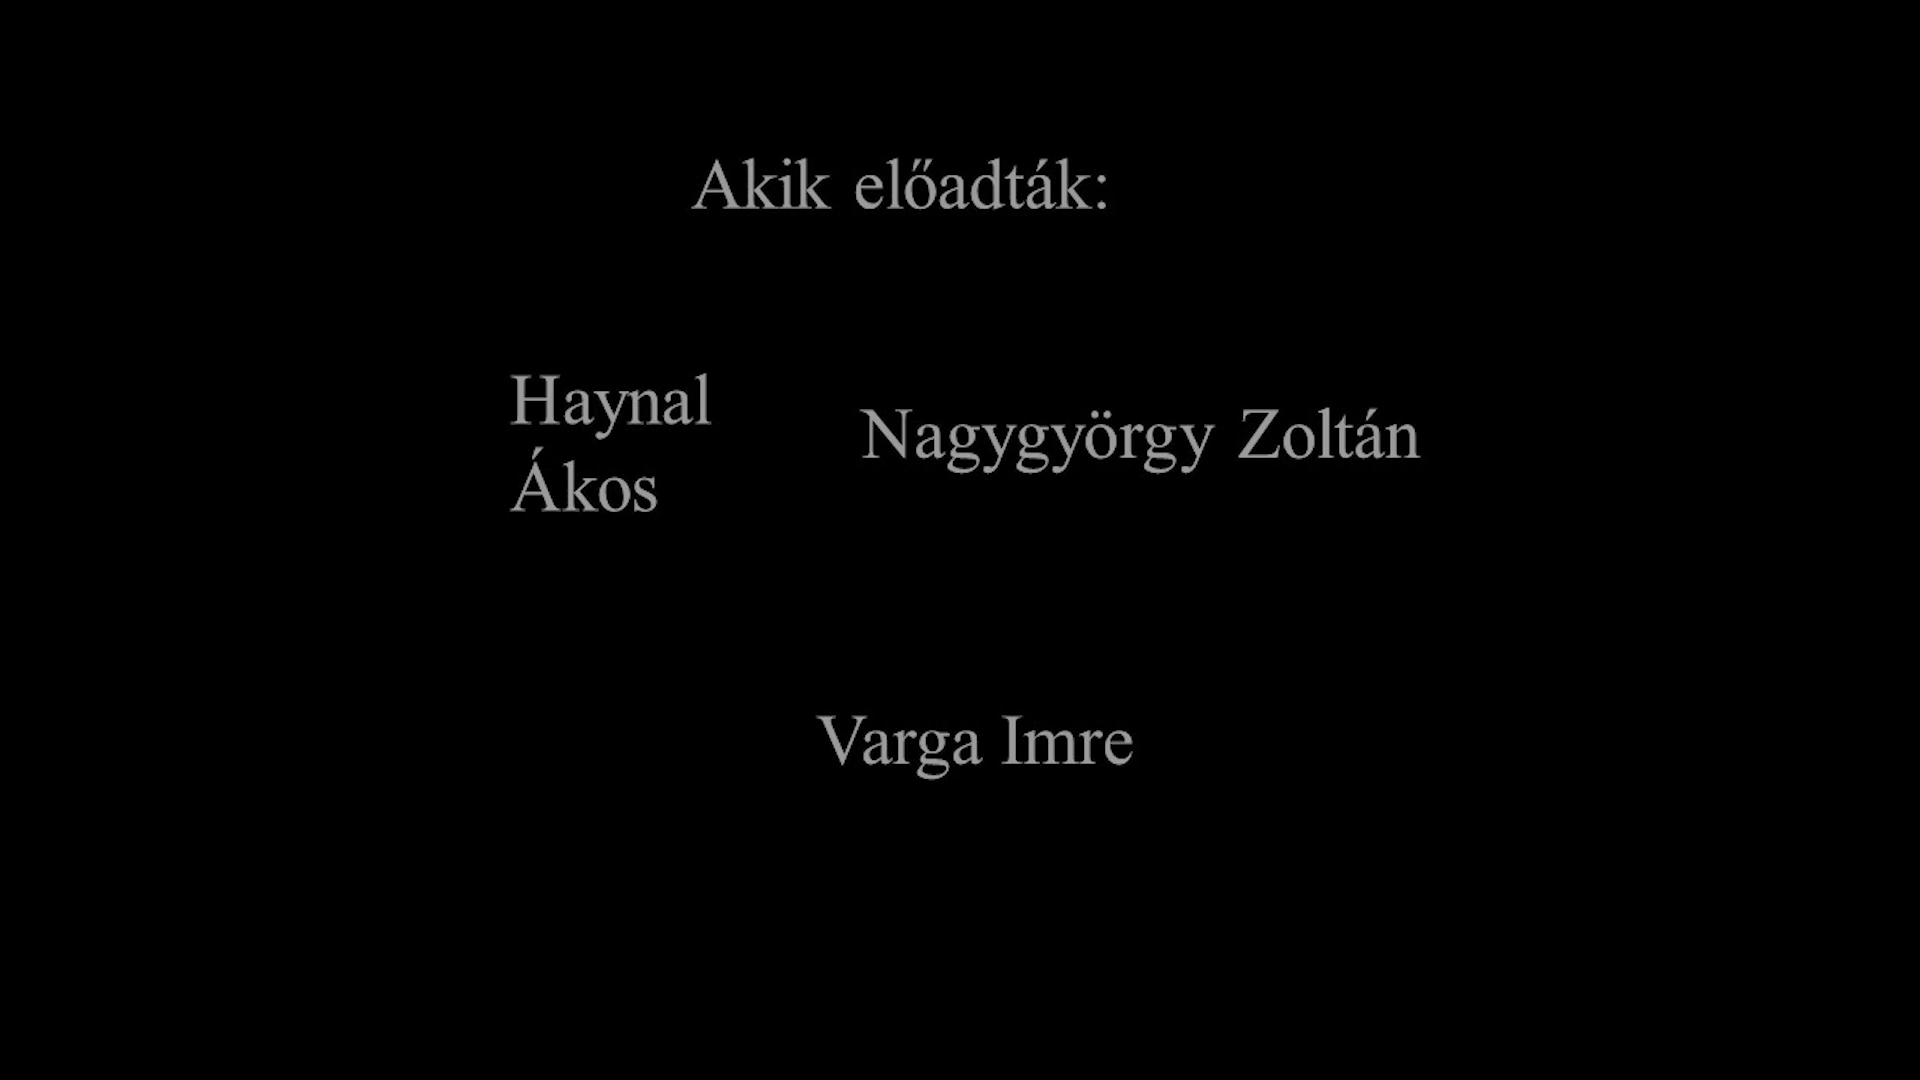 Akik előadták:
Haynal
Ákos
Nagygyörgy Zoltán
Varga Imre